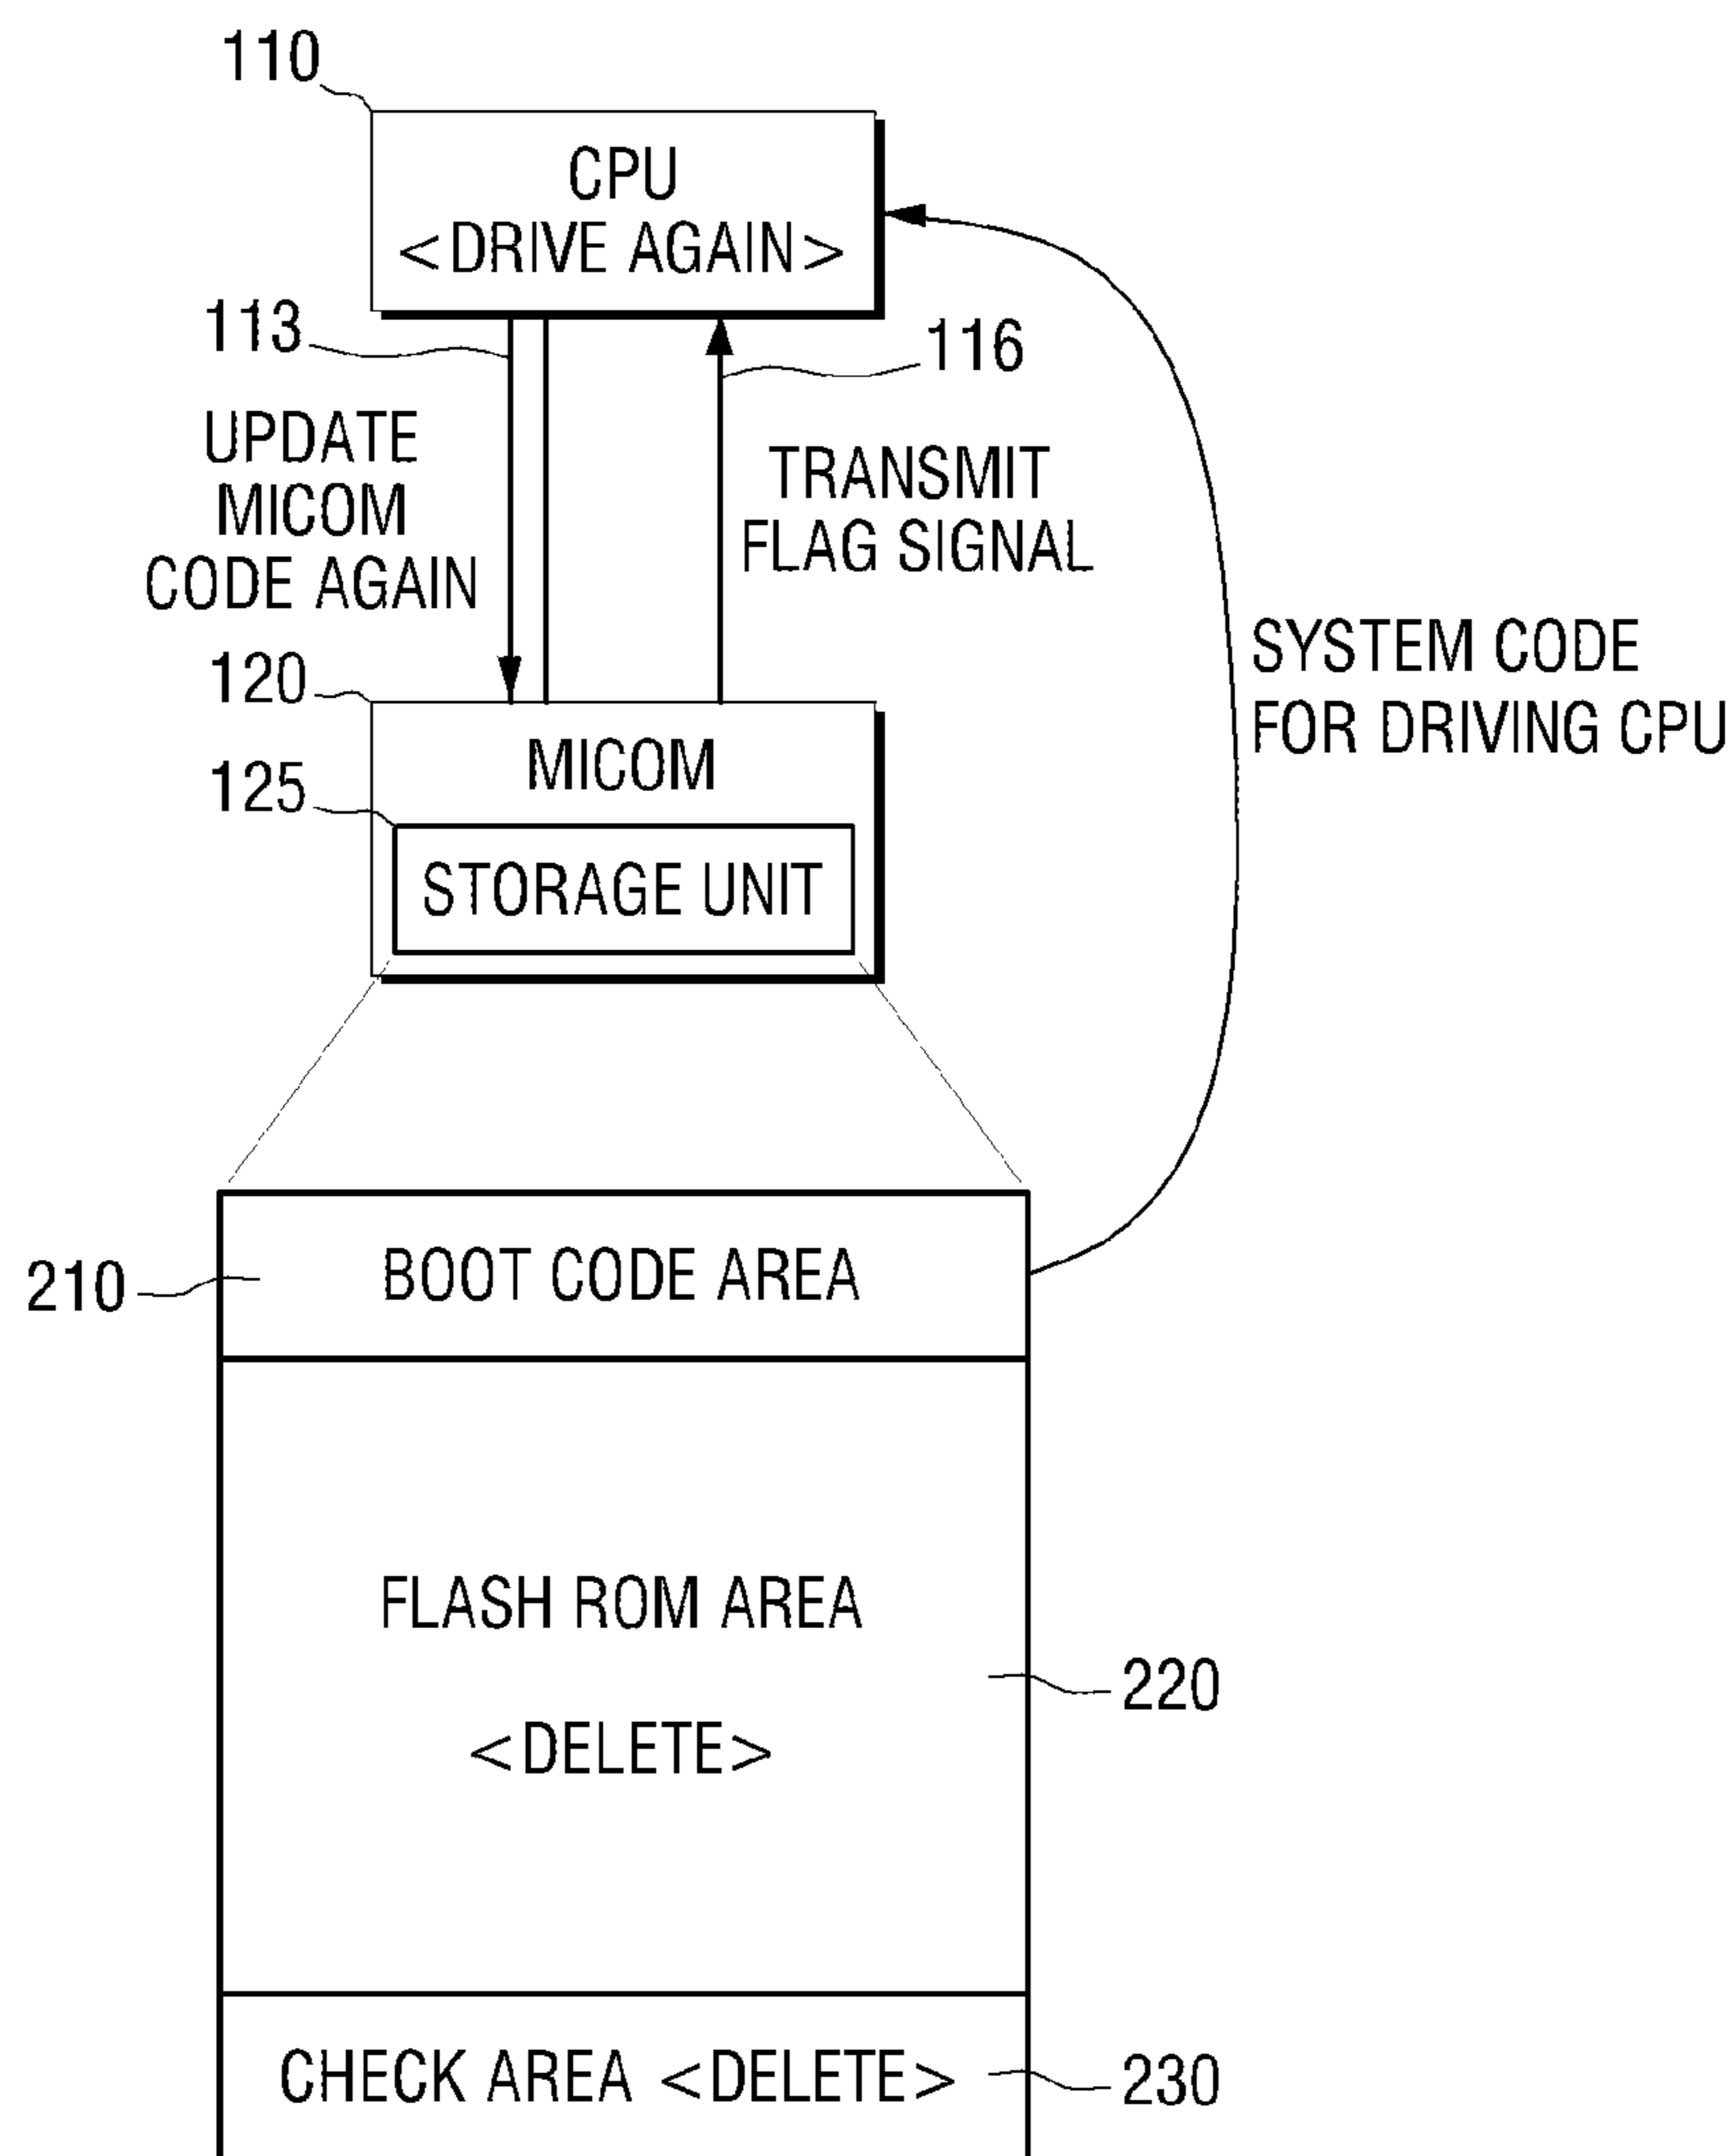 110
CPU
<DRIVE AGAIN>
113
116
UPDATE
MICOM
CODE AGAIN
TRANSMIT
FLAG SIGNAL
SYSTEM CODE
FOR DRIVING CPU
120
MICOM
125
STORAGE UNIT
210
BOOT CODE AREA
FLASH ROM AREA
220
<DELETE>
CHECK AREA <DELETE>
230